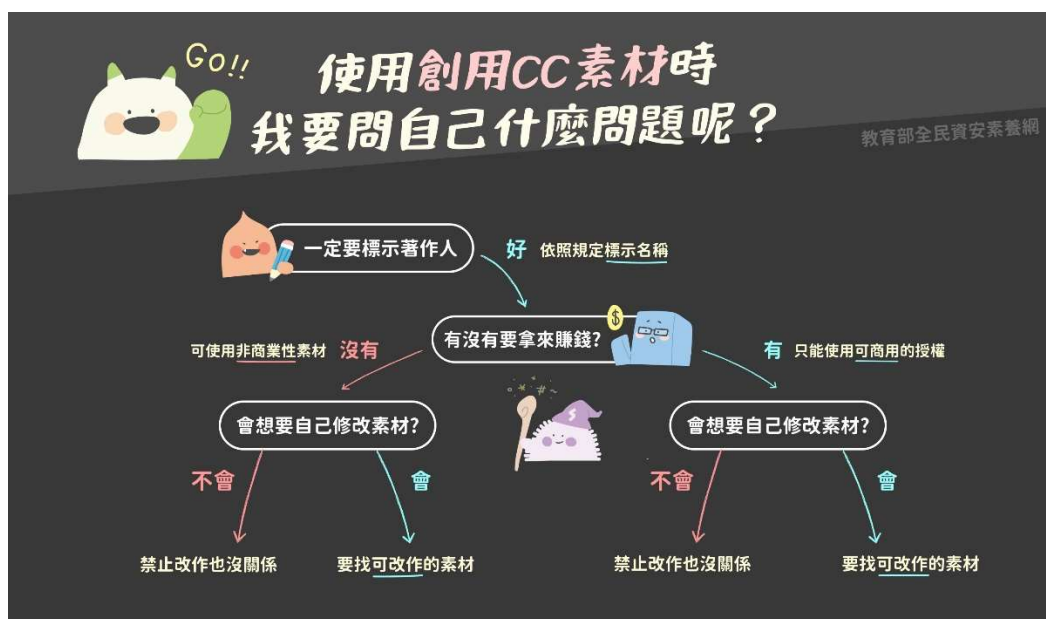 Go!!
使用創用CC素材時
我要問自己什麼問題呢？
教育部全民資安素養網
一定要標示著作人
好 依照規定標示名稱
有沒有要拿來賺錢?
$
可使用非商業性素材 沒有
有 只能使用可商用的授權
S
會想要自己修改素材?
會想要自己修改素材?
不會
會
不會
會
禁止改作也沒關係
要找可改作的素材
禁止改作也沒關係
要找可改作的素材